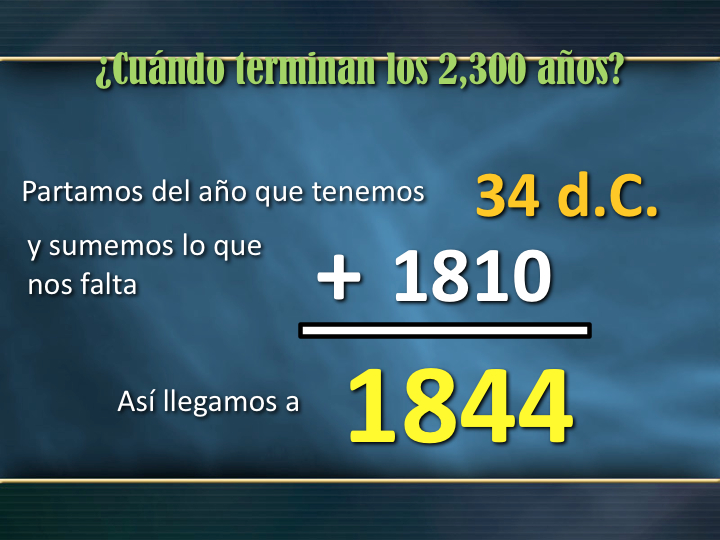 ¿Cuándo terminan los 2,300 años?
Partamos del año que tenemos
34 d.C.
y sumemos lo que
nos falta
+ 1810
Así llegamos a
1844